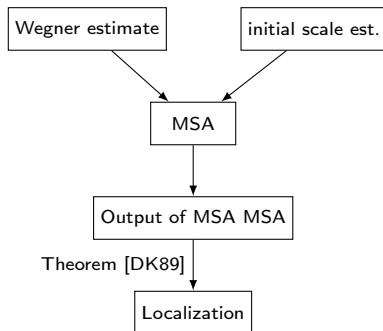 Wegner estimate
initial scale est.
MSA
Output of MSA MSA
Theorem [DK89]
Localization